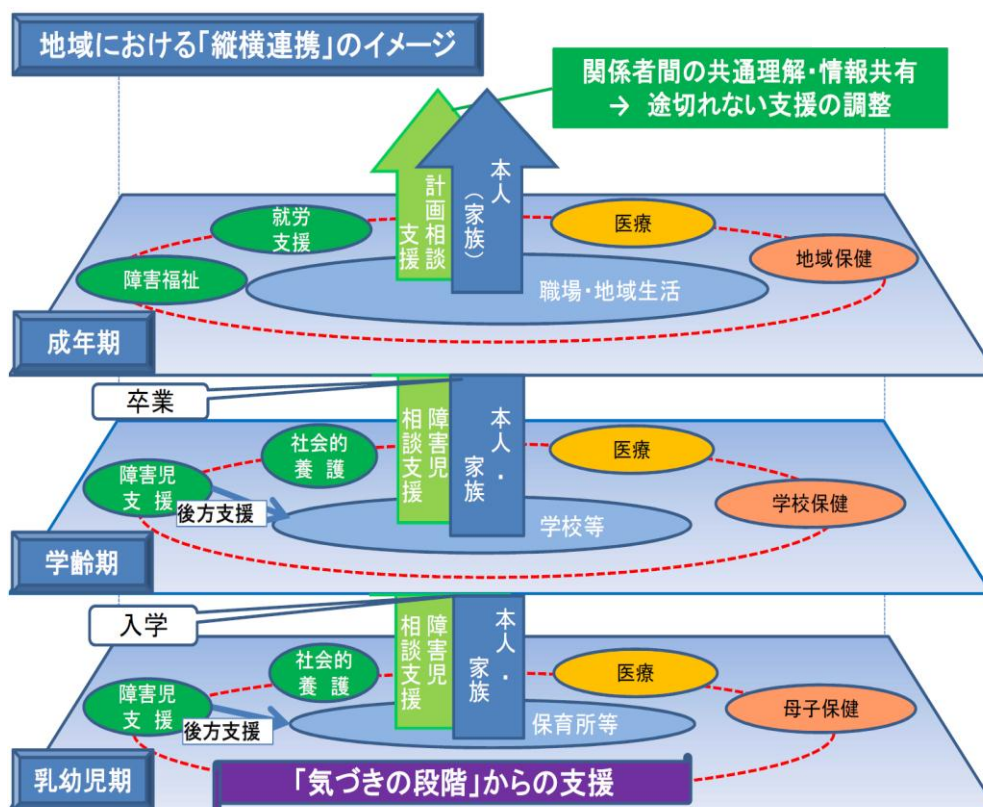 地域における「縦横連携」のイメージ
関係者間の共通理解・情報共有
→ 途切れない支援の調整
本人
（家族）
計画相談
支援
就労
支援
医療
障害福祉
地域保健
職場・地域生活
成年期
卒業
本人・
家族
障害児
相談支援
社会的
養 護
医療
障害児
支 援
後方支援
学校保健
学校等
学齢期
入学
本人・
家族
障害児
相談支援
社会的
養 護
医療
障害児
支 援
後方支援
母子保健
保育所等
乳幼児期
「気づきの段階」からの支援